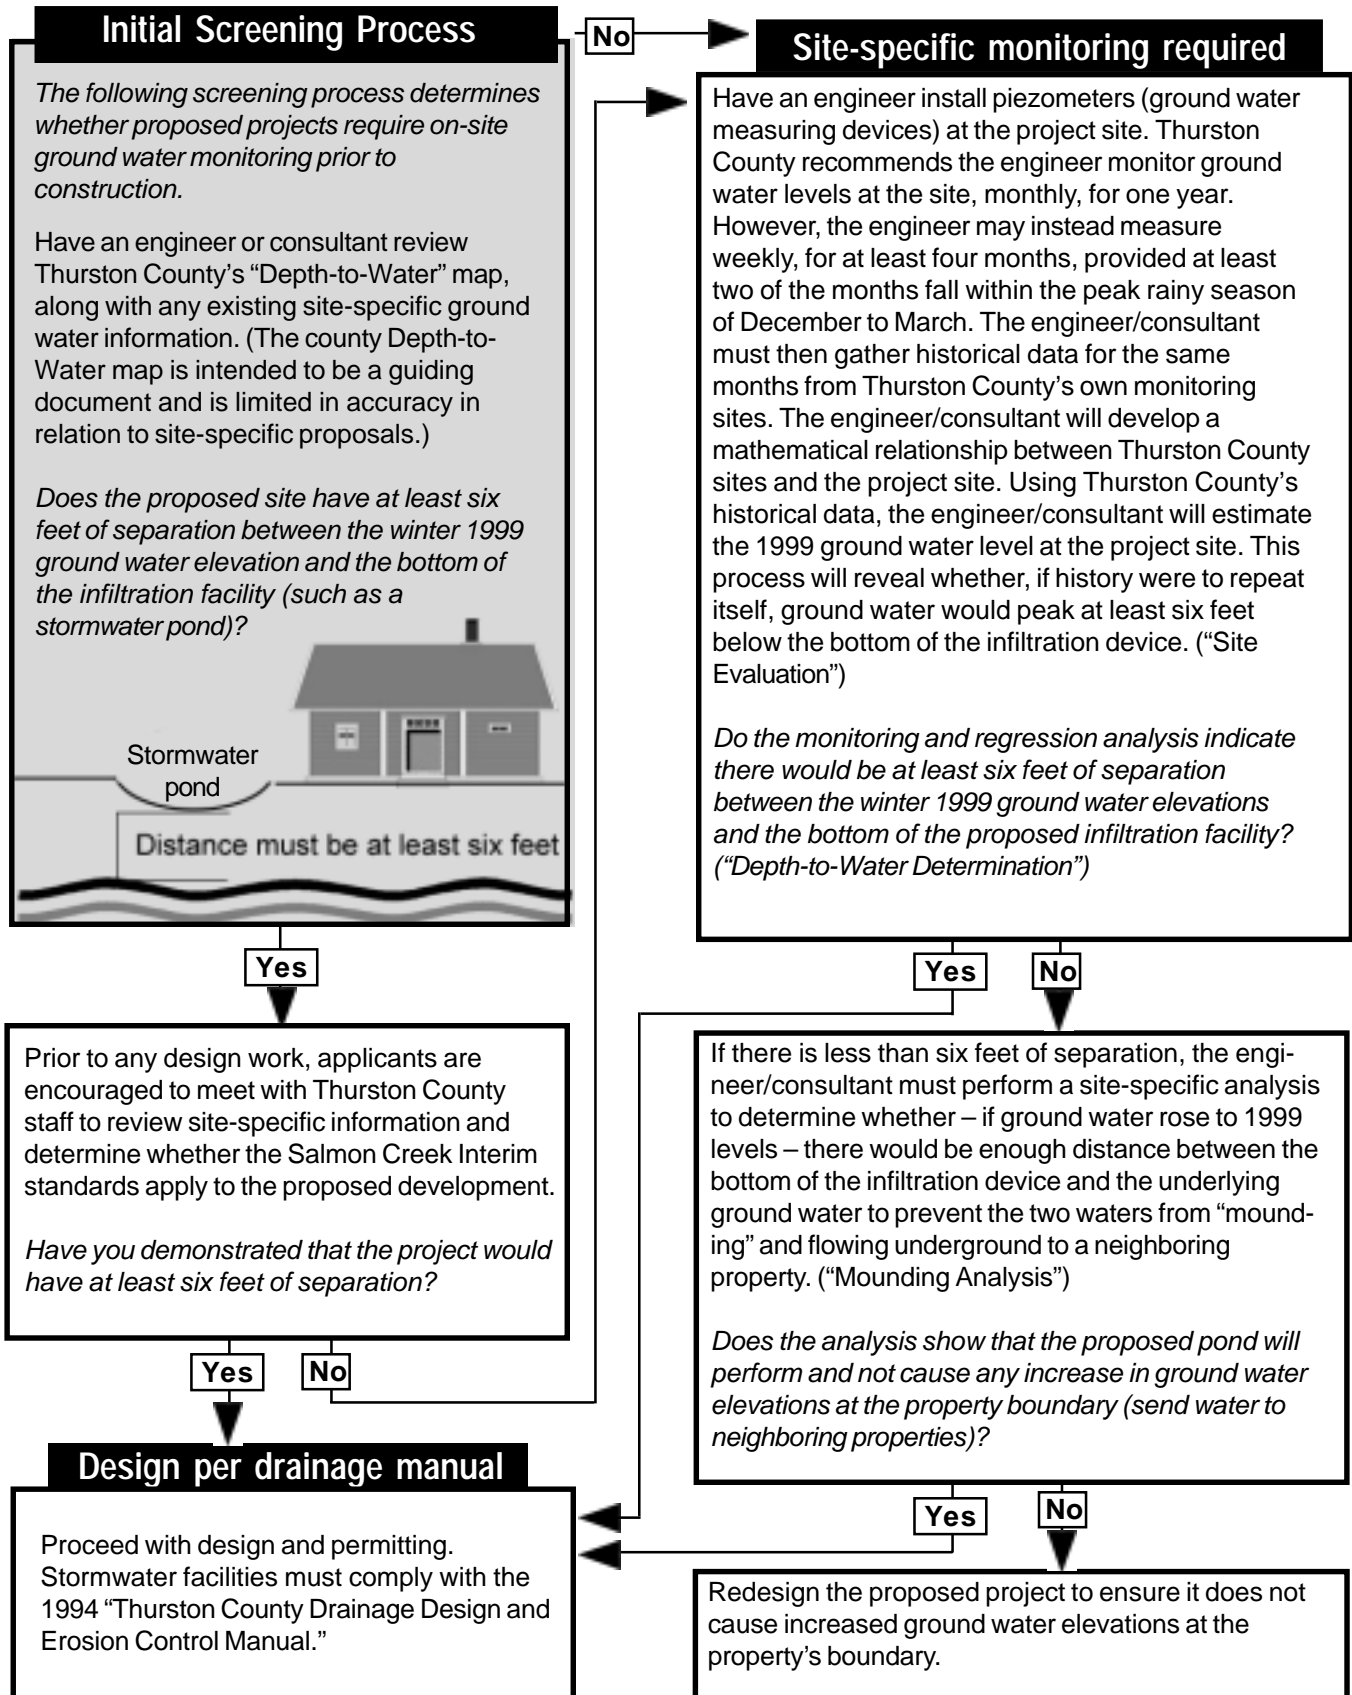 Initial Screening Process
The following screening process determines
whether proposed projects require on-site
ground water monitoring prior to
construction.
Have an engineer or consultant review
Thurston County’s “Depth-to-Water” map,
along with any existing site-specific ground
water information. (The county Depth-to-
Water map is intended to be a guiding
document and is limited in accuracy in
relation to site-specific proposals.)
Does the proposed site have at least six
feet of separation between the winter 1999
ground water elevation and the bottom of
the infiltration facility (such as a
stormwater pond)?
Stormwater
pond
Distance must be at least six feet
No
Yes
Site-specific monitoring required
Have an engineer install piezometers (ground water
measuring devices) at the project site. Thurston
County recommends the engineer monitor ground
water levels at the site, monthly, for one year.
However, the engineer may instead measure
weekly, for at least four months, provided at least
two of the months fall within the peak rainy season
of December to March. The engineer/consultant
must then gather historical data for the same
months from Thurston County’s own monitoring
sites. The engineer/consultant will develop a
mathematical relationship between Thurston County
sites and the project site. Using Thurston County’s
historical data, the engineer/consultant will estimate
the 1999 ground water level at the project site. This
process will reveal whether, if history were to repeat
itself, ground water would peak at least six feet
below the bottom of the infiltration device. (“Site
Evaluation”)
Do the monitoring and regression analysis indicate
there would be at least six feet of separation
between the winter 1999 ground water elevations
and the bottom of the proposed infiltration facility?
(“Depth-to-Water Determination”)
Yes
No
Prior to any design work, applicants are
encouraged to meet with Thurston County
staff to review site-specific information and
determine whether the Salmon Creek Interim
standards apply to the proposed development.
Have you demonstrated that the project would
have at least six feet of separation?
Yes
No
If there is less than six feet of separation, the engi-
neer/consultant must perform a site-specific analysis
to determine whether – if ground water rose to 1999
levels – there would be enough distance between the
bottom of the infiltration device and the underlying
ground water to prevent the two waters from “mound-
ing” and flowing underground to a neighboring
property. (“Mounding Analysis”)
Does the analysis show that the proposed pond will
perform and not cause any increase in ground water
elevations at the property boundary (send water to
neighboring properties)?
Yes
No
Design per drainage manual
Proceed with design and permitting.
Stormwater facilities must comply with the
1994 “Thurston County Drainage Design and
Erosion Control Manual.”
Redesign the proposed project to ensure it does not
cause increased ground water elevations at the
property’s boundary.